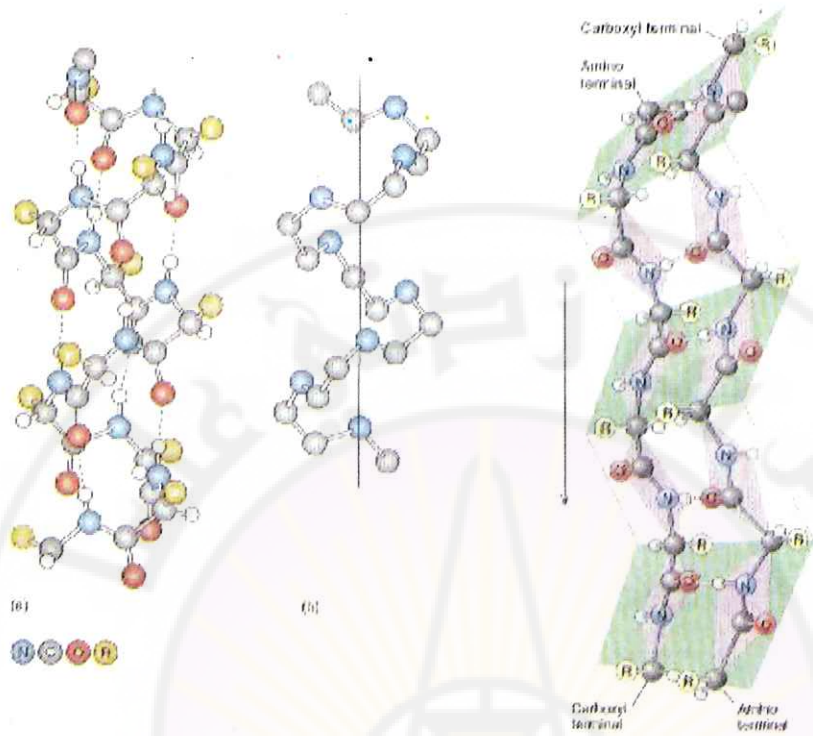 Carboxyl terminal
Amino
terminal
(a)
(b)
N C O R
Carboxyl
terminal
Amino
terminal